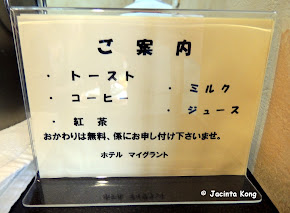 ご案内
・ トースト
・ コーヒー
・ 紅茶
・ ミルク
・ ジュース
おかわりは無料、係にお申し付け下さいませ。
ホテル マイグラント
© Jacinta Kong